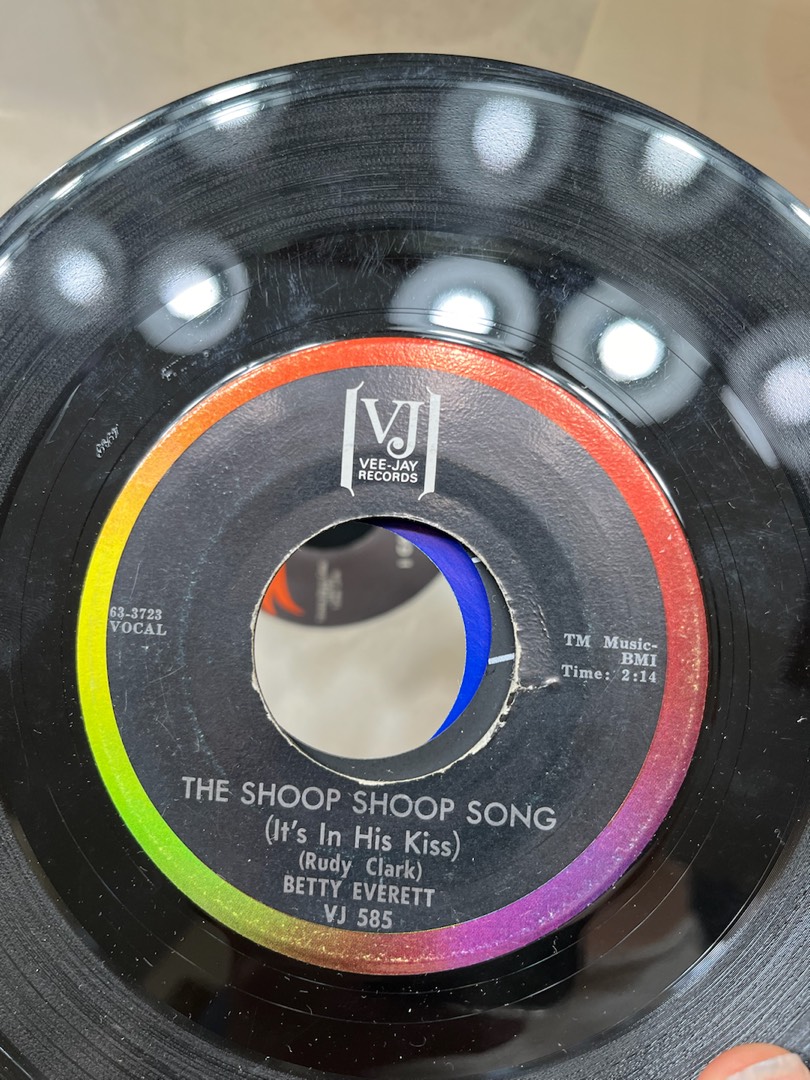 VJ
VEE-JAY
RECORDS
63-3723
VOCAL
TM Music-
BMI
Time: 2:14
THE SHOOP SHOOP SONG
(It's In His Kiss)
(Rudy Clark)
BETTY EVERETT
VJ 585